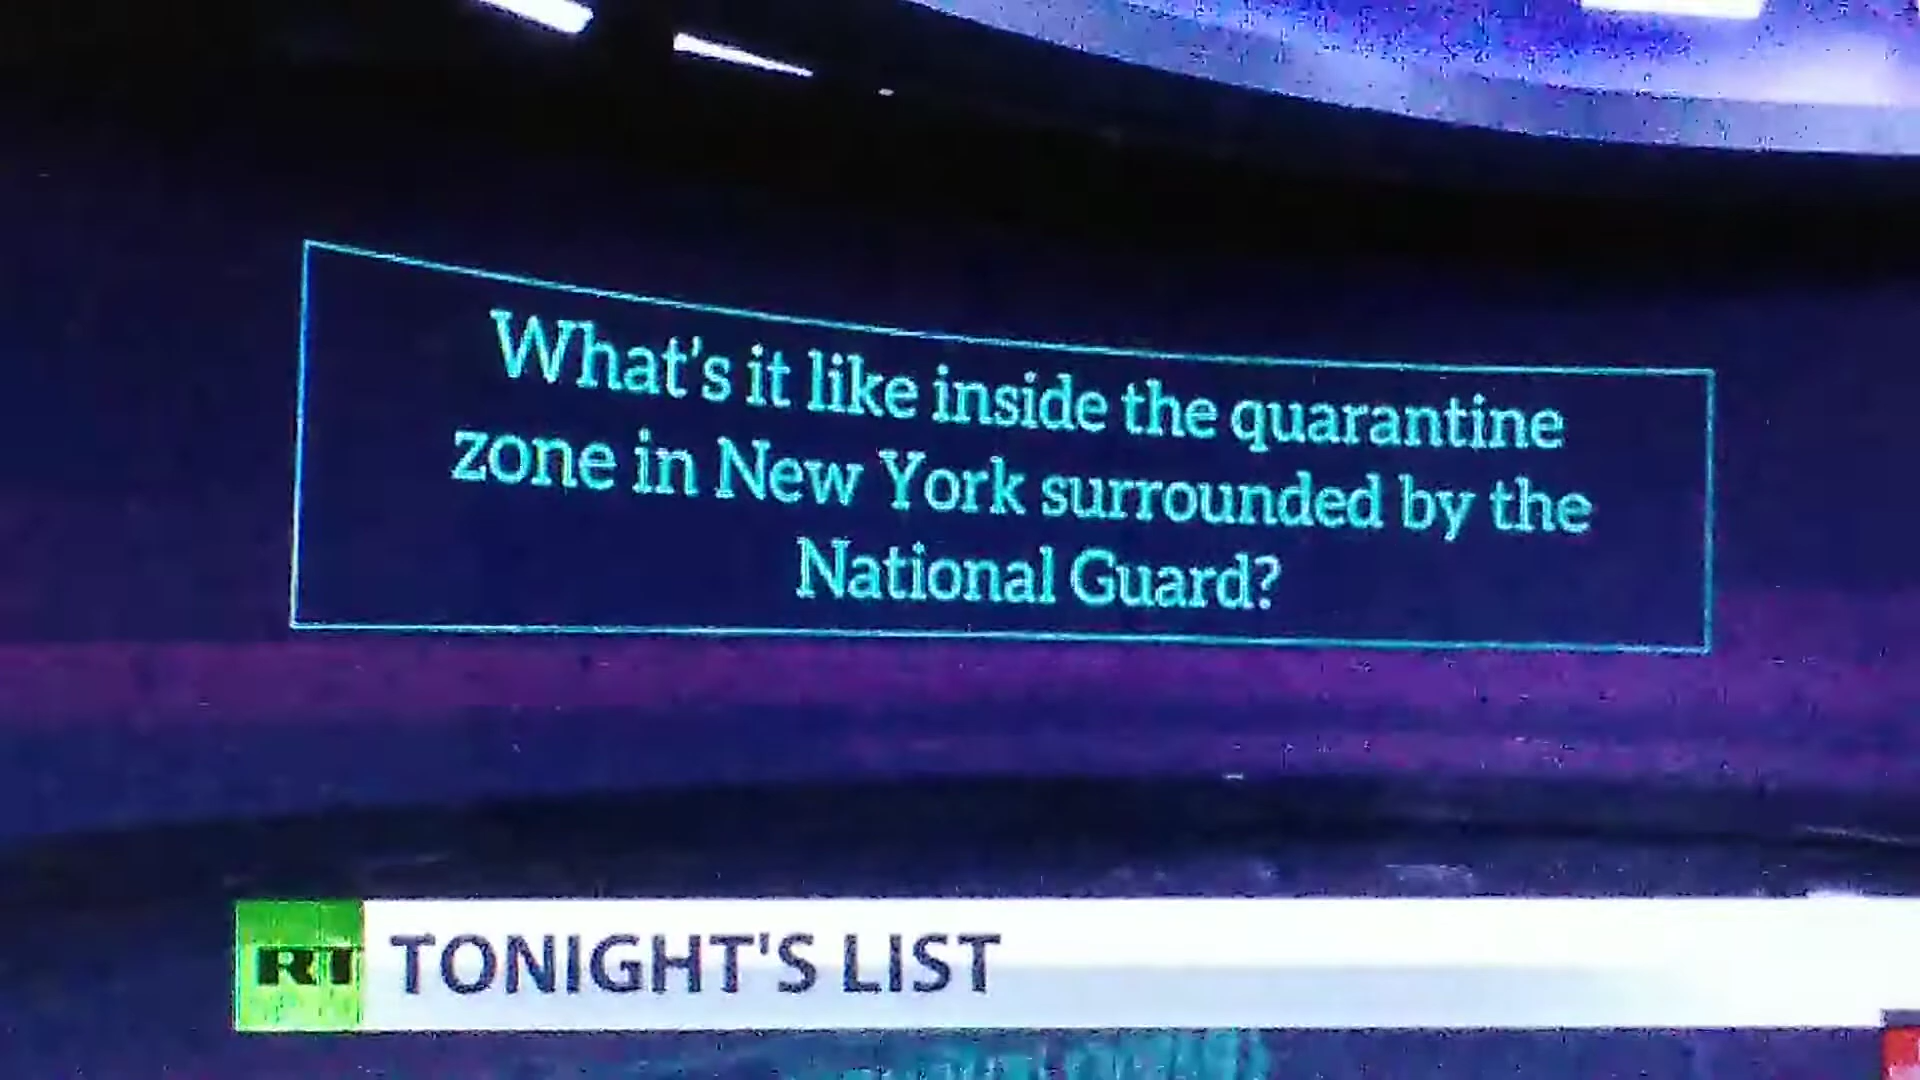 What's it like inside the quarantine
zone in New York surrounded by the
National Guard?
RT
TONIGHT'S LIST